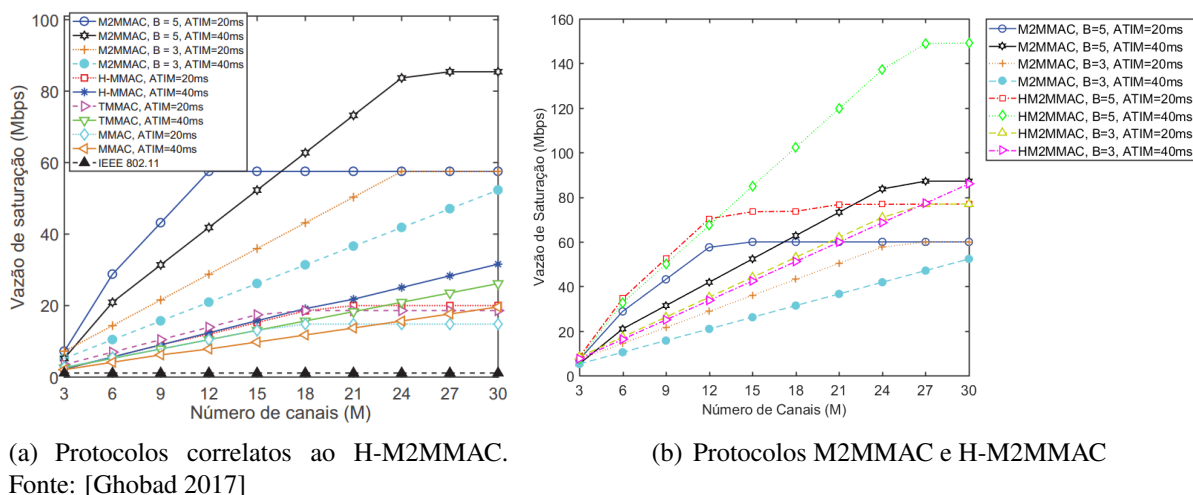 100
80
60
40
20
0
Vazão de saturação (Mbps)
M2MMAC, B = 5, ATIM=20ms
M2MMAC, B = 5, ATIM=40ms
M2MMAC, B = 3, ATIM=20ms
M2MMAC, B = 3, ATIM=40ms
H-MMAC, ATIM=20ms
H-MMAC, ATIM=40ms
TMMAC, ATIM=20ms
TMMAC, ATIM=40ms
MMAC, ATIM=20ms
MMAC, ATIM=40ms
IEEE 802.11
3 6 9 12 15 18 21 24 27 30
Número de canais (M)
(a) Protocolos correlatos ao H-M2MMAC.
Fonte: [Ghobad 2017]
160
140
120
100
80
60
40
20
0
Vazão de Saturação (Mbps)
3 6 9 12 15 18 21 24 27 30
Número de Canais (M)
M2MMAC, B=5, ATIM=20ms
M2MMAC, B=5, ATIM=40ms
M2MMAC, B=3, ATIM=20ms
M2MMAC, B=3, ATIM=40ms
HM2MMAC, B=5, ATIM=20ms
HM2MMAC, B=5, ATIM=40ms
HM2MMAC, B=3, ATIM=20ms
HM2MMAC, B=3, ATIM=40ms
(b) Protocolos M2MMAC e H-M2MMAC